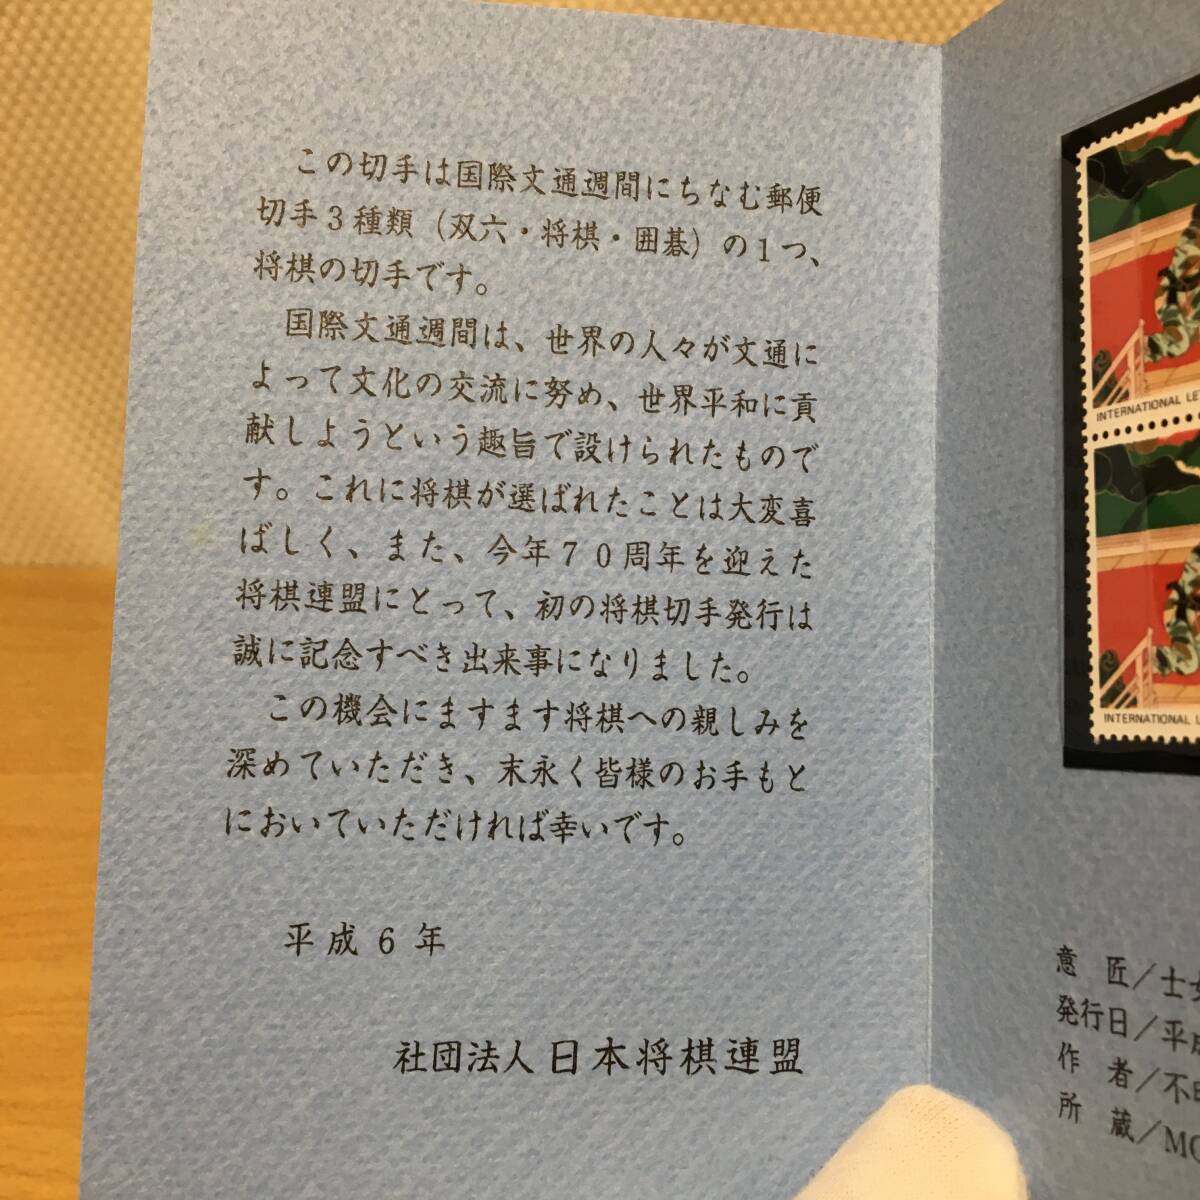 この切手は国際文通週間にちなむ郵便
切手3種類（双六・将棋・囲碁）の1つ、
将棋の切手です。
国際文通週間は、世界の人々が文通に
よって文化の交流に努め、世界平和に貢
献しようという趣旨で設けられたもので
す。これに将棋が選ばれたことは大変喜
ばしく、また、今年70周年を迎えた
将棋連盟にとって、初の将棋切手発行は
誠に記念すべき出来事になりました。
この機会にますます将棋への親しみを
深めていただき、末永く皆様のお手もと
においていただければ幸いです。
平成6年
社団法人日本将棋連盟
INTERNATIONAL LE
INTERNATIONAL L
意匠／士女
発行日／平成
作者／不
所蔵／MO